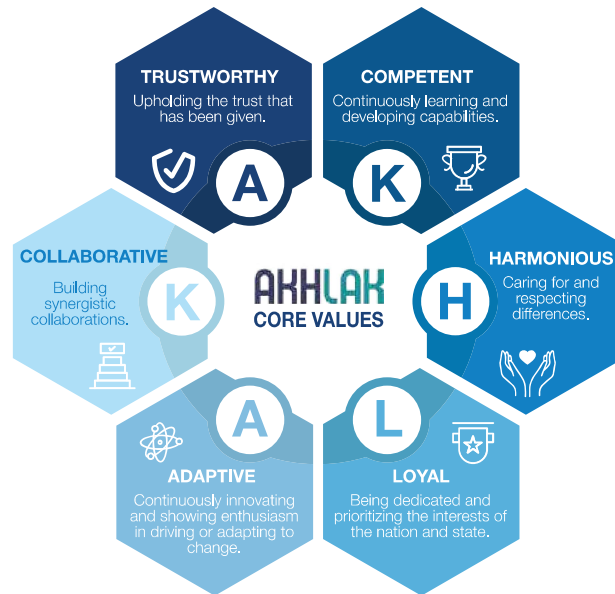 TRUSTWORTHY
Upholding the trust that
has been given.
A
COMPETENT
Continuously learning and
developing capabilities.
K
HARMONIOUS
Caring for and
respecting
differences.
H
LOYAL
Being dedicated and
prioritizing the interests of
the nation and state.
L
ADAPTIVE
Continuously innovating
and showing enthusiasm
in driving or adapting to
change.
A
COLLABORATIVE
Building
synergistic
collaborations.
K
AKHLAK
CORE VALUES